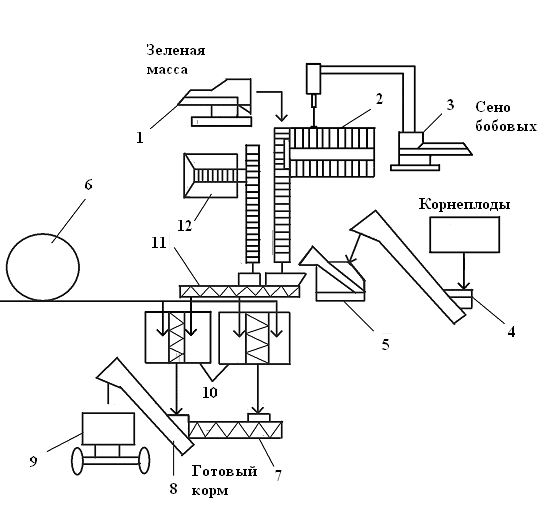 Зеленая
масса
1
2
3
Сено
бобовых
6
12
Корнеплоды
11
5
4
10
9
8
Готовый
корм
7